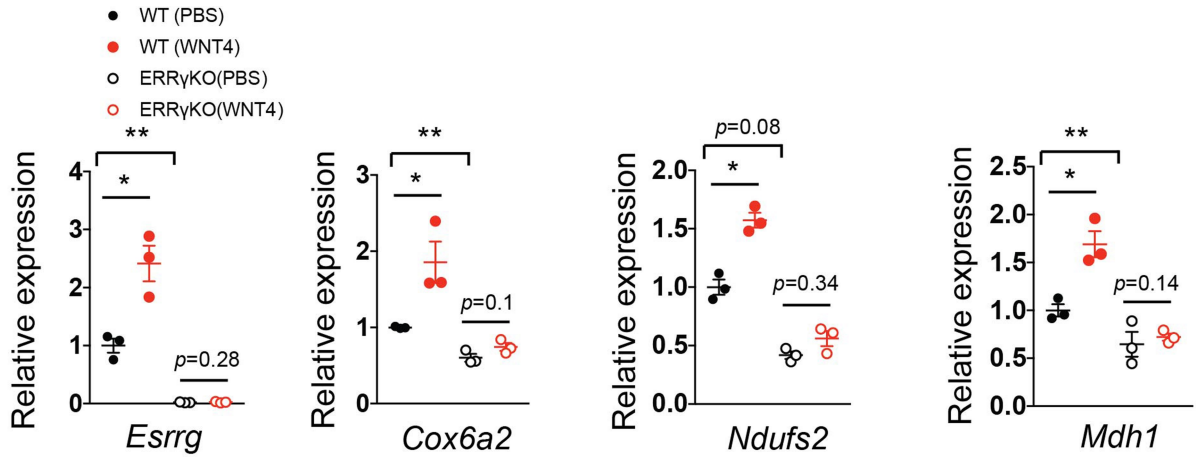 WT (PBS)
WT (WNT4)
ERRγKO(PBS)
ERRγKO(WNT4)
Relative expression
4
3
2
1
0
**
*
p=0.28
Esrrg
Relative expression
3
2
1
0
**
*
p=0.1
Cox6a2
Relative expression
2.0
1.5
1.0
0.5
0.0
p=0.08
*
p=0.34
Ndufs2
Relative expression
2.5
2.0
1.5
1.0
0.5
0.0
**
*
p=0.14
Mdh1